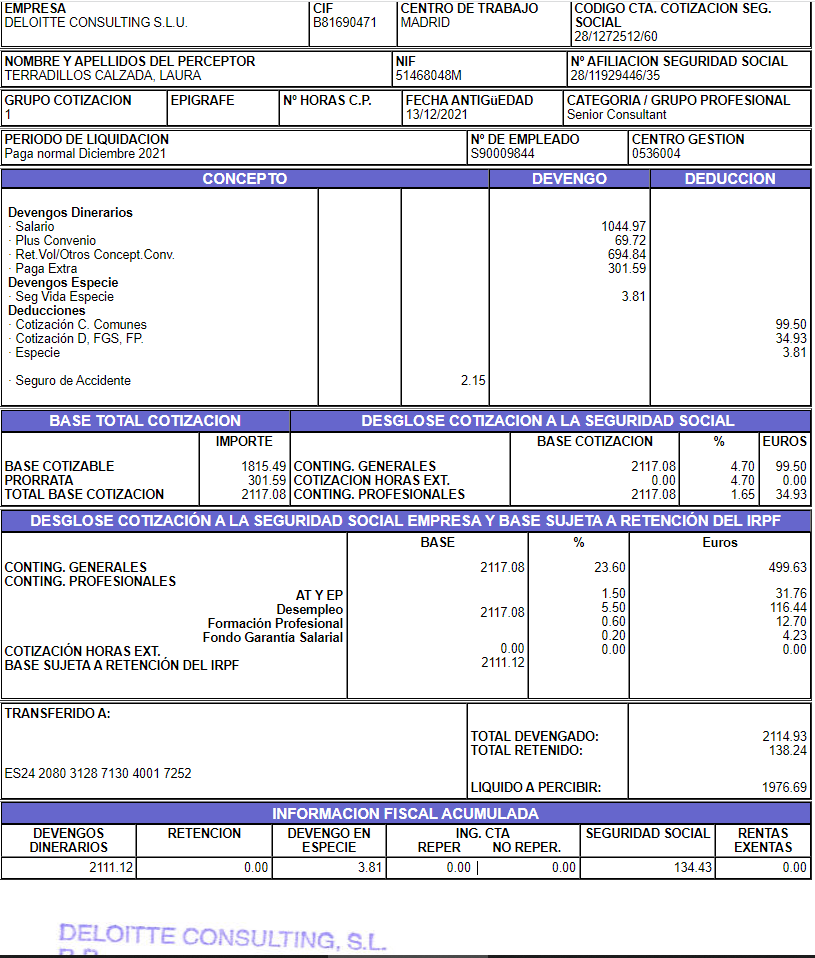 EMPRESA CIF CENTRO DE TRABAJO CODIGO CTA. COTIZACION SEG. SOCIAL
DELOITTE CONSULTING S.L.U. B81690471 MADRID 28/1272512/60
NOMBRE Y APELLIDOS DEL PERCEPTOR NIF Nº AFILIACION SEGURIDAD SOCIAL
TERRADILLOS CALZADA, LAURA 51468048M 28/11929446/35
GRUPO COTIZACION EPIGRAFE Nº HORAS C.P. FECHA ANTIGüEDAD CATEGORIA / GRUPO PROFESIONAL
1 13/12/2021 Senior Consultant
PERIODO DE LIQUIDACION Nº DE EMPLEADO CENTRO GESTION
Paga normal Diciembre 2021 S90009844 0536004
CONCEPTO DEVENGO DEDUCCION
Devengos Dinerarios
· Salario 1044.97
· Plus Convenio 69.72
· Ret.Vol/Otros Concept.Conv. 694.84
· Paga Extra 301.59
Devengos Especie
· Seg Vida Especie 3.81
Deducciones
· Cotización C. Comunes 99.50
· Cotización D, FGS, FP. 34.93
· Especie 3.81
· Seguro de Accidente 2.15
BASE TOTAL COTIZACION DESGLOSE COTIZACION A LA SEGURIDAD SOCIAL
IMPORTE BASE COTIZACION % EUROS
BASE COTIZABLE 1815.49 CONTING. GENERALES 2117.08 4.70 99.50
PRORRATA 301.59 COTIZACION HORAS EXT. 0.00 4.70 0.00
TOTAL BASE COTIZACION 2117.08 CONTING. PROFESIONALES 2117.08 1.65 34.93
DESGLOSE COTIZACIÓN A LA SEGURIDAD SOCIAL EMPRESA Y BASE SUJETA A RETENCIÓN DEL IRPF
BASE % Euros
CONTING. GENERALES 2117.08 23.60 499.63
CONTING. PROFESIONALES
AT Y EP 1.50 31.76
Desempleo 2117.08 5.50 116.44
Formación Profesional 0.60 12.70
Fondo Garantía Salarial 0.20 4.23
COTIZACIÓN HORAS EXT. 0.00 0.00 0.00
BASE SUJETA A RETENCIÓN DEL IRPF 2111.12
TRANSFERIDO A:
TOTAL DEVENGADO: 2114.93
TOTAL RETENIDO: 138.24
ES24 2080 3128 7130 4001 7252
LIQUIDO A PERCIBIR: 1976.69
INFORMACION FISCAL ACUMULADA
DEVENGOS DINERARIOS RETENCION DEVENGO EN ESPECIE ING. CTA REPER NO REPER. SEGURIDAD SOCIAL RENTAS EXENTAS
2111.12 0.00 3.81 0.00 0.00 134.43 0.00
DELOITTE CONSULTING, S.L.